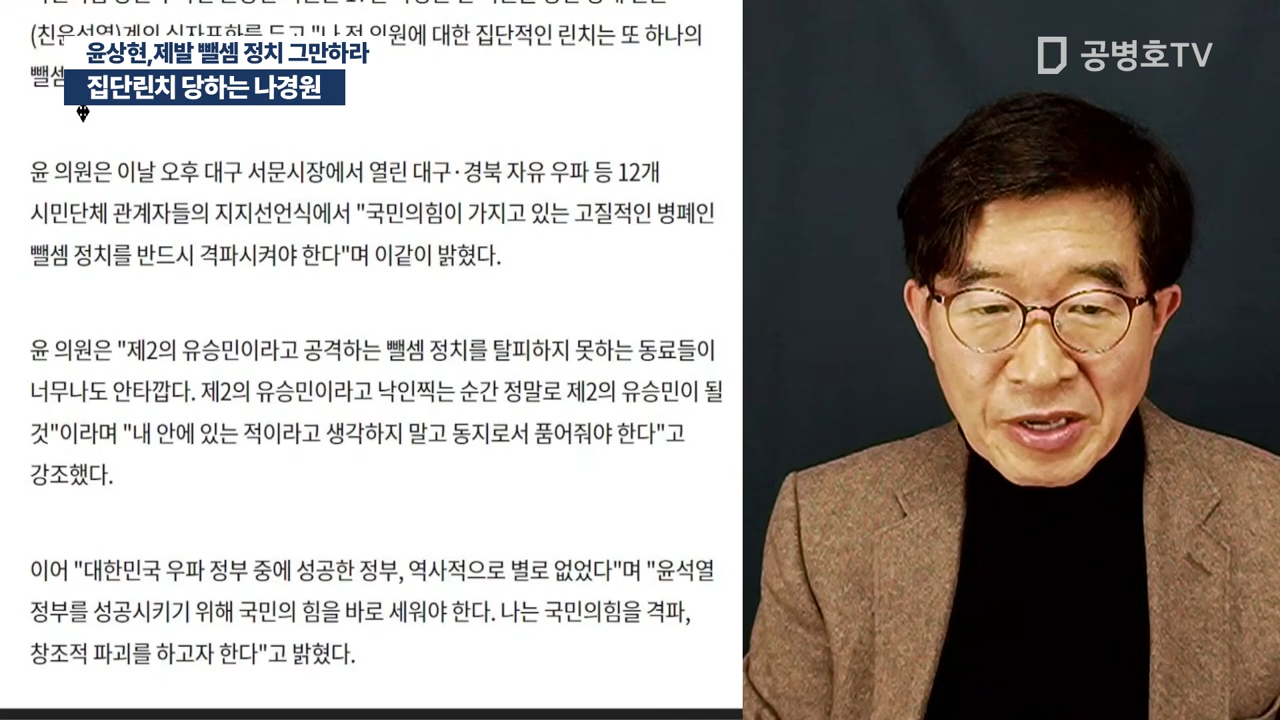 (친윤석열)계의 십자포화를 두고 "나 전 의원에 대한 집단적인 린치는 또 하나의
뺄셈
윤상현,제발 뺄셈 정치 그만하라
집단린치 당하는 나경원
공병호TV
윤 의원은 이날 오후 대구 서문시장에서 열린 대구·경북 자유 우파 등 12개
시민단체 관계자들의 지지선언식에서 "국민의힘이 가지고 있는 고질적인 병폐인
뺄셈 정치를 반드시 격파시켜야 한다"며 이같이 밝혔다.
윤 의원은 "제2의 유승민이라고 공격하는 뺄셈 정치를 탈피하지 못하는 동료들이
너무나도 안타깝다. 제2의 유승민이라고 낙인찍는 순간 정말로 제2의 유승민이 될
것"이라며 "내 안에 있는 적이라고 생각하지 말고 동지로서 품어줘야 한다"고
강조했다.
이어 "대한민국 우파 정부 중에 성공한 정부, 역사적으로 별로 없었다"며 "윤석열
정부를 성공시키기 위해 국민의 힘을 바로 세워야 한다. 나는 국민의힘을 격파,
창조적 파괴를 하고자 한다"고 밝혔다.